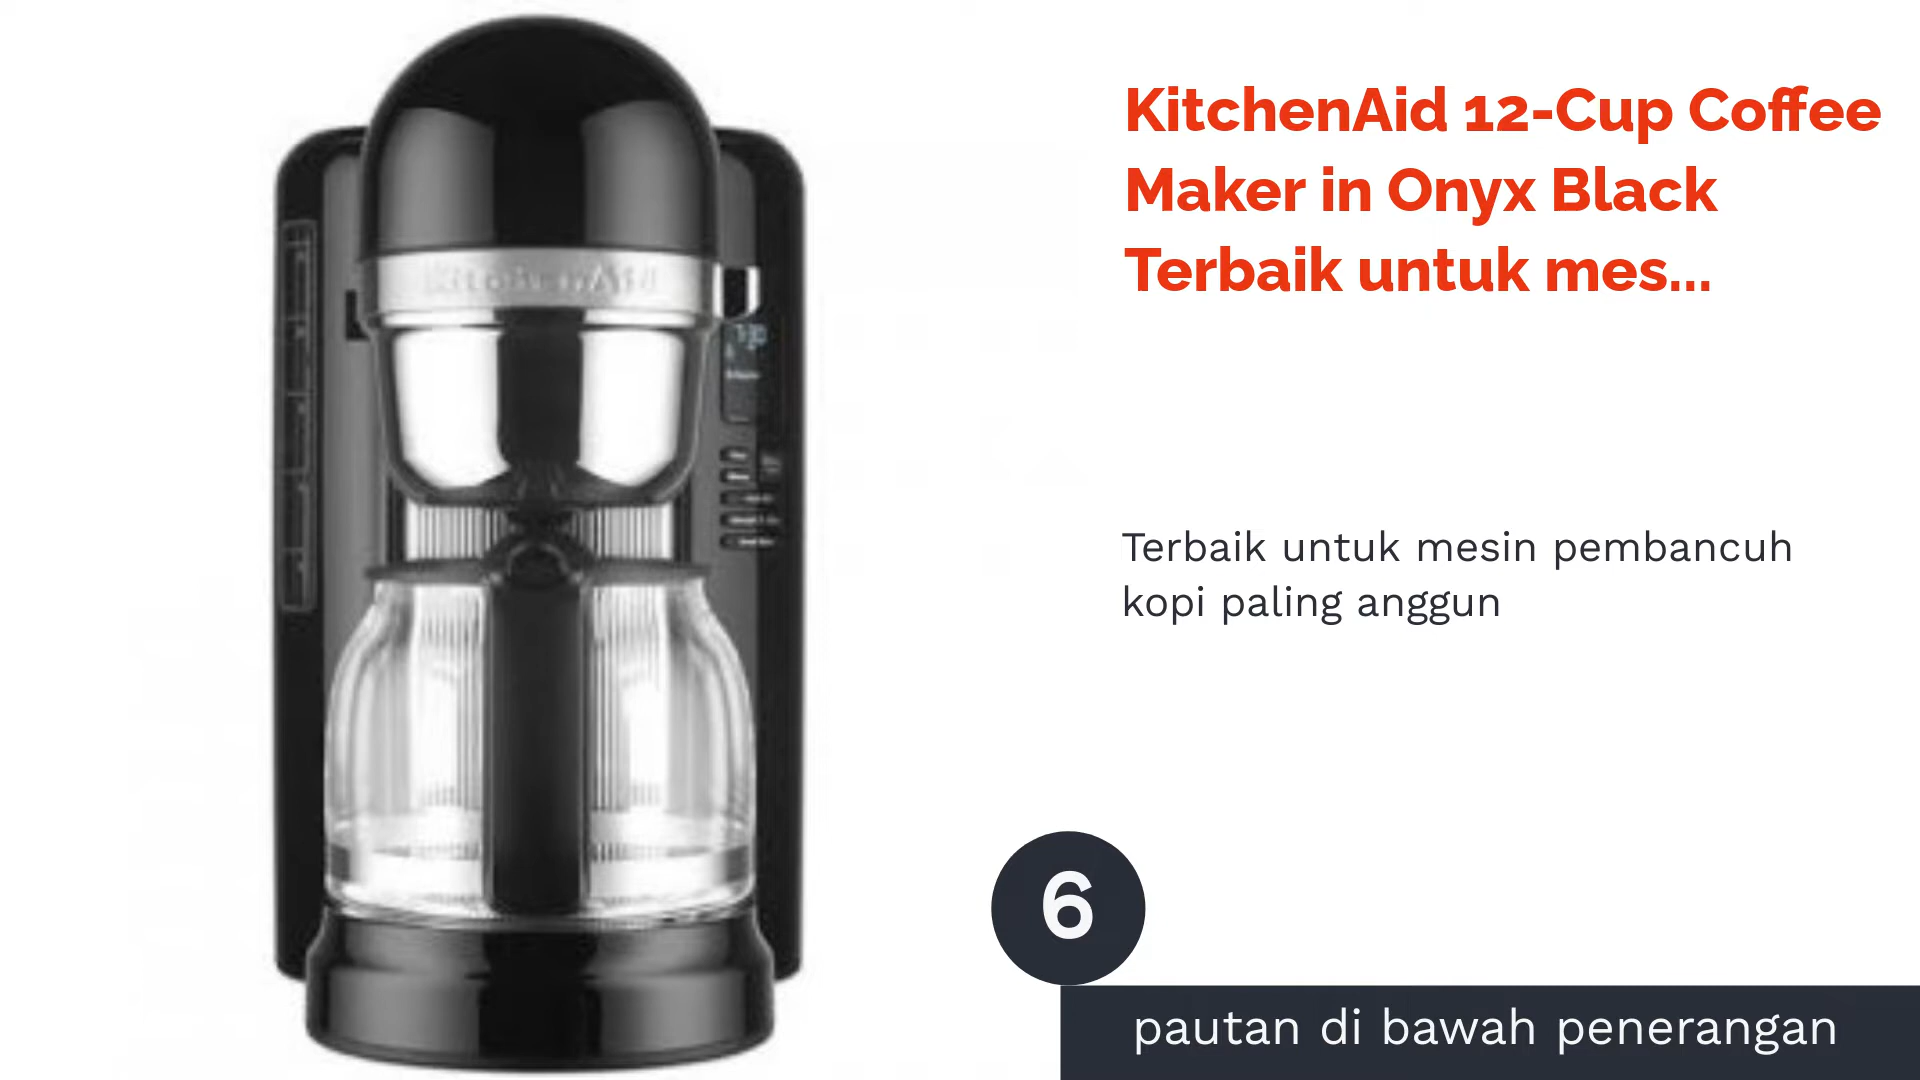 KitchenAid 12-Cup Coffee
Maker in Onyx Black
Terbaik untuk mes...
KitchenAid
Terbaik untuk mesin pembancuh
kopi paling anggun
6
pautan di bawah penerangan